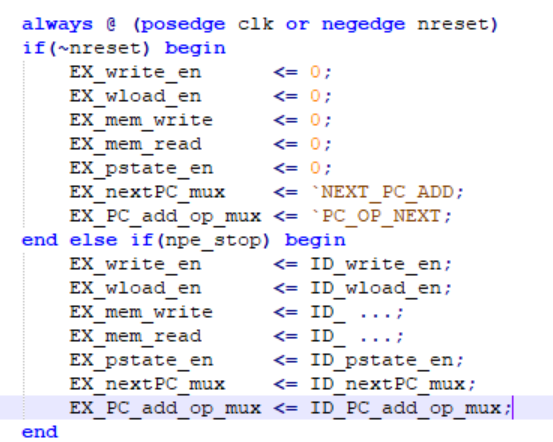 always @ (posedge clk or negedge nreset)
if(~nreset) begin
    EX_write_en       <= 0;
    EX_wload_en       <= 0;
    EX_mem_write      <= 0;
    EX_mem_read       <= 0;
    EX_pstate_en      <= 0;
    EX_nextPC_mux     <= `NEXT_PC_ADD;
    EX_PC_add_op_mux <= `PC_OP_NEXT;
end else if(npe_stop) begin
    EX_write_en       <= ID_write_en;
    EX_wload_en       <= ID_wload_en;
    EX_mem_write      <= ID_ ...;
    EX_mem_read       <= ID_ ...;
    EX_pstate_en      <= ID_pstate_en;
    EX_nextPC_mux     <= ID_nextPC_mux;
    EX_PC_add_op_mux <= ID_PC_add_op_mux;
end